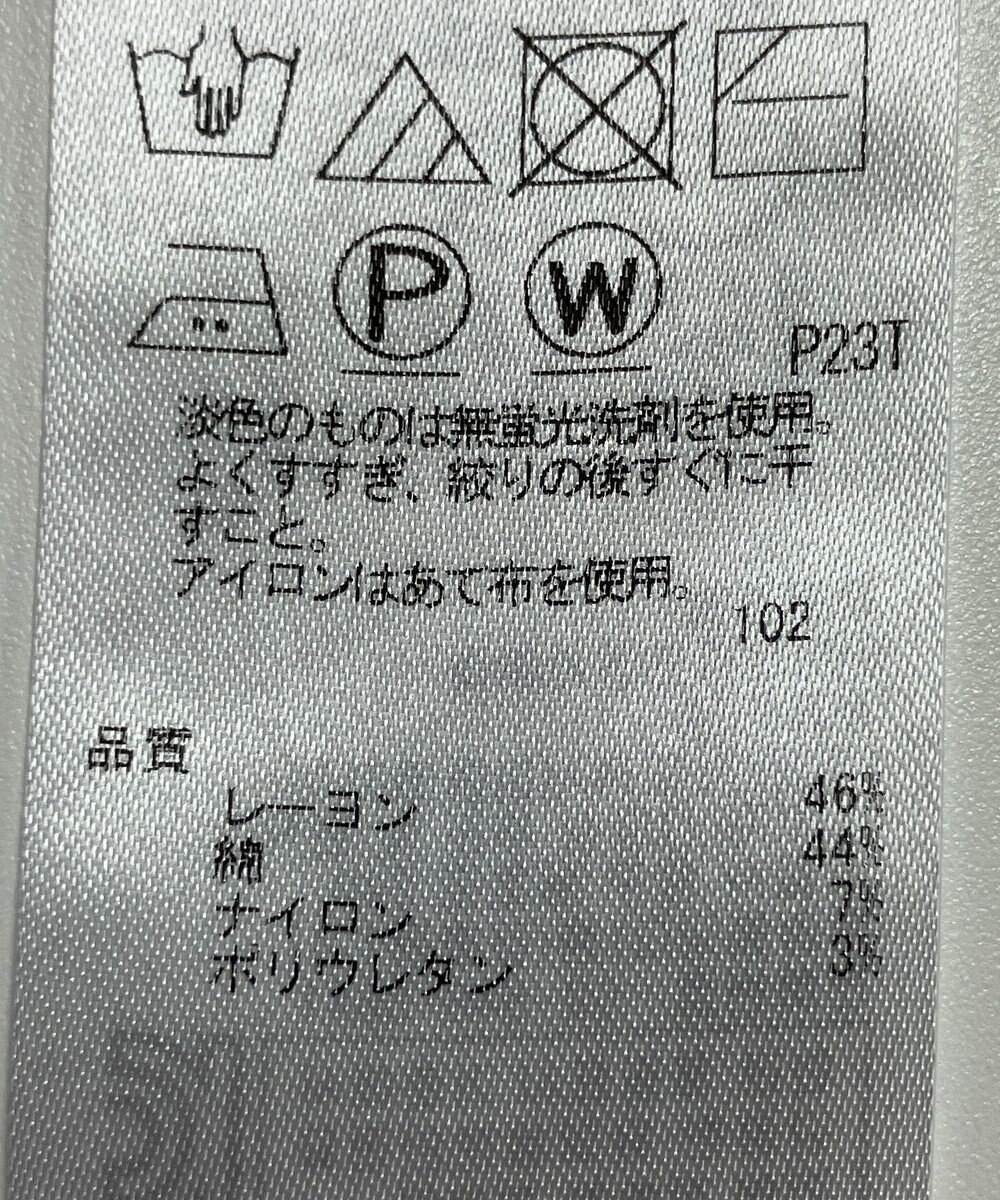 P W
P23T
淡色のものは無蛍光洗剤を使用。
よくすすぎ、絞りの後すぐに干
すこと。
アイロンはあて布を使用。
102
品質
レーヨン 46%
綿 44%
ナイロン 7%
ポリウレタン 3%